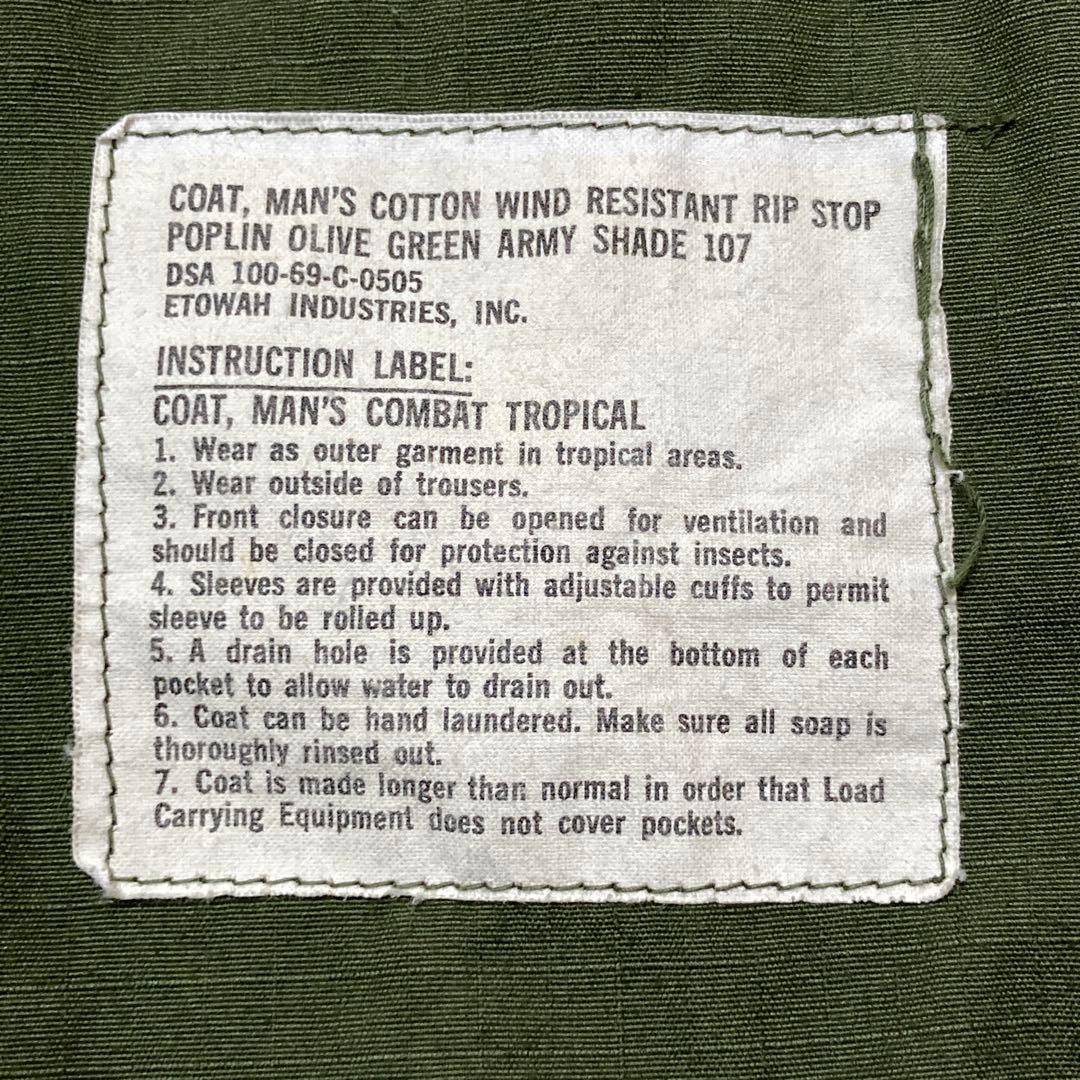 COAT, MAN'S COTTON WIND RESISTANT RIP STOP
POPLIN OLIVE GREEN ARMY SHADE 107
DSA 100-69-C-0505
ETOWAH INDUSTRIES, INC.
INSTRUCTION LABEL:
COAT, MAN'S COMBAT TROPICAL
1. Wear as outer garment in tropical areas.
2. Wear outside of trousers.
3. Front closure can be opened for ventilation and
should be closed for protection against insects.
4. Sleeves are provided with adjustable cuffs to permit
sleeve to be rolled up.
5. A drain hole is provided at the bottom of each
pocket to allow water to drain out.
6. Coat can be hand laundered. Make sure all soap is
thoroughly rinsed out.
7. Coat is made longer than normal in order that Load
Carrying Equipment does not cover pockets.